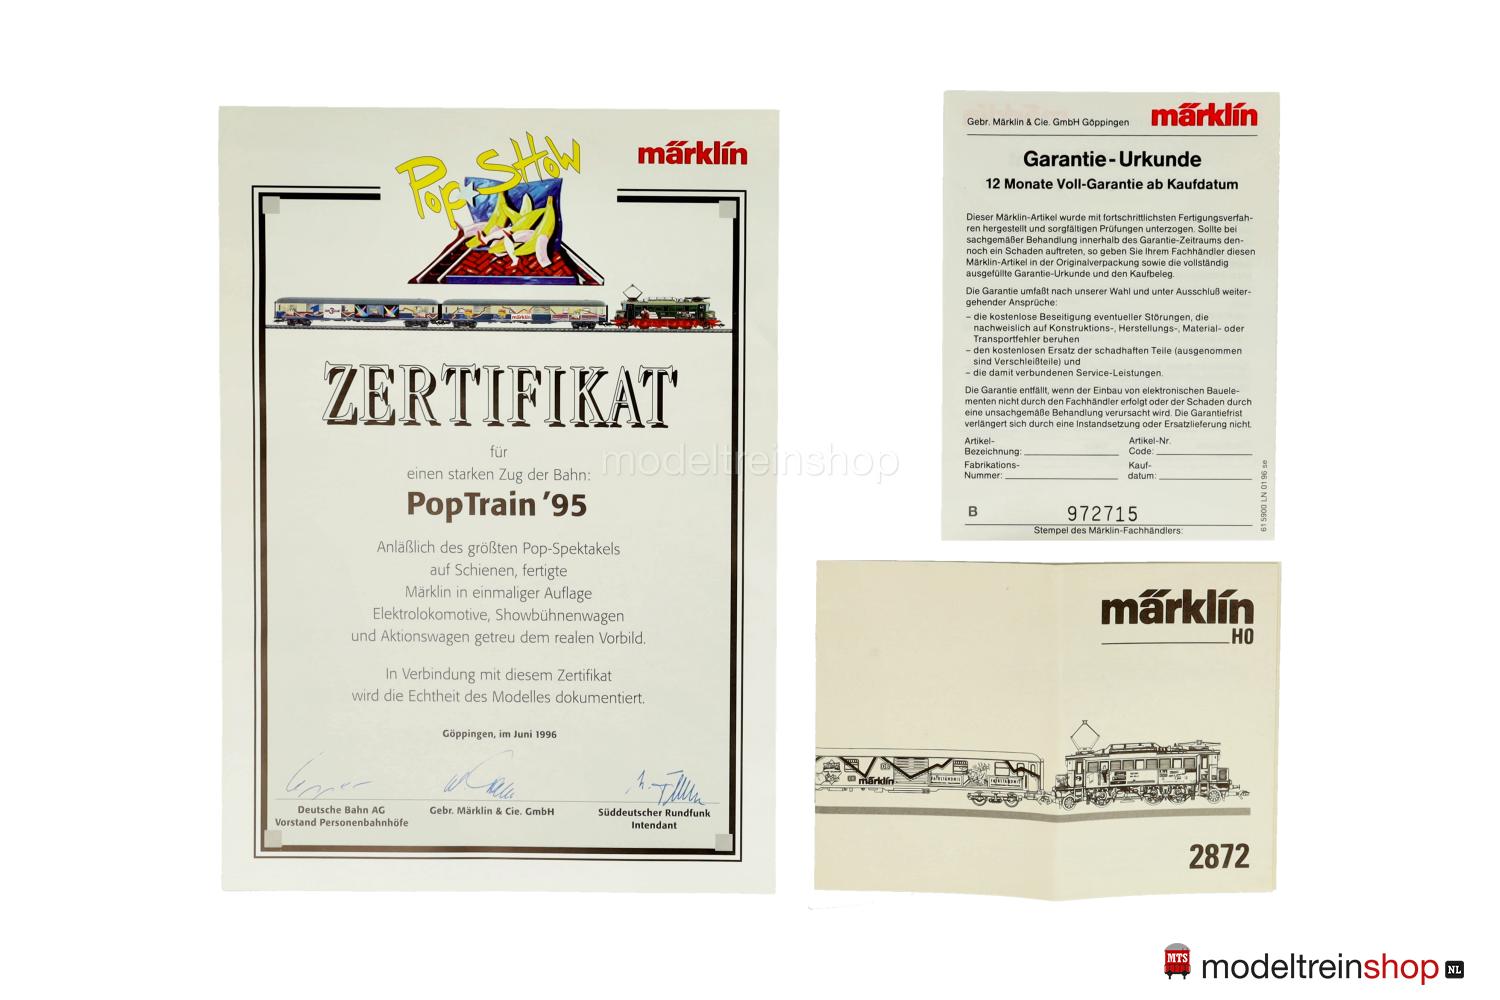 Pop Show
märklin
ZERTIFIKAT
für
einen starken Zug der Bahn:
PopTrain '95
Anläßlich des größten Pop-Spektakels
auf Schienen, fertigte
Märklin in einmaliger Auflage
Elektrolokomotive, Showbühnenwagen
und Aktionswagen getreu dem realen Vorbild.
In Verbindung mit diesem Zertifikat
wird die Echtheit des Modelles dokumentiert.
Göppingen, im Juni 1996
Deutsche Bahn AG
Vorstand Personenbahnhöfe
Gebr. Märklin & Cie. GmbH
Süddeutscher Rundfunk
Intendant
Gebr. Märklin & Cie. GmbH Göppingen
märklin
Garantie-Urkunde
12 Monate Voll-Garantie ab Kaufdatum
Dieser Märklin-Artikel wurde mit fortschrittlichsten Fertigungsverfah-
ren hergestellt und sorgfältigen Prüfungen unterzogen. Sollte bei
sachgemäßer Behandlung innerhalb des Garantie-Zeitraums den-
noch ein Schaden auftreten, so geben Sie Ihrem Fachhändler diesen
Märklin-Artikel in der Originalverpackung sowie die vollständig
ausgefüllte Garantie-Urkunde und den Kaufbeleg.
Die Garantie umfaßt nach unserer Wahl und unter Ausschluß weiter-
gehender Ansprüche:
– die kostenlose Beseitigung eventueller Störungen, die
nachweislich auf Konstruktions-, Herstellungs-, Material- oder
Transportfehler beruhen
– den kostenlosen Ersatz der schadhaften Teile (ausgenommen
sind Verschleißteile) und
– die damit verbundenen Service-Leistungen.
Die Garantie entfällt, wenn der Einbau von elektronischen Bauele-
menten nicht durch den Fachhändler erfolgt oder der Schaden durch
eine unsachgemäße Behandlung verursacht wird. Die Garantiefrist
verlängert sich durch eine Instandsetzung oder Ersatzlieferung nicht.
Artikel-
Bezeichnung:
Artikel-Nr.
Code:
Fabrikations-
Nummer:
Kauf-
datum:
B 972715
Stempel des Märklin-Fachhändlers:
61 5900 LN 01 96 se
märklin
HO
märklin
2872
modeltreinshop
MTS
modeltreinshop NL